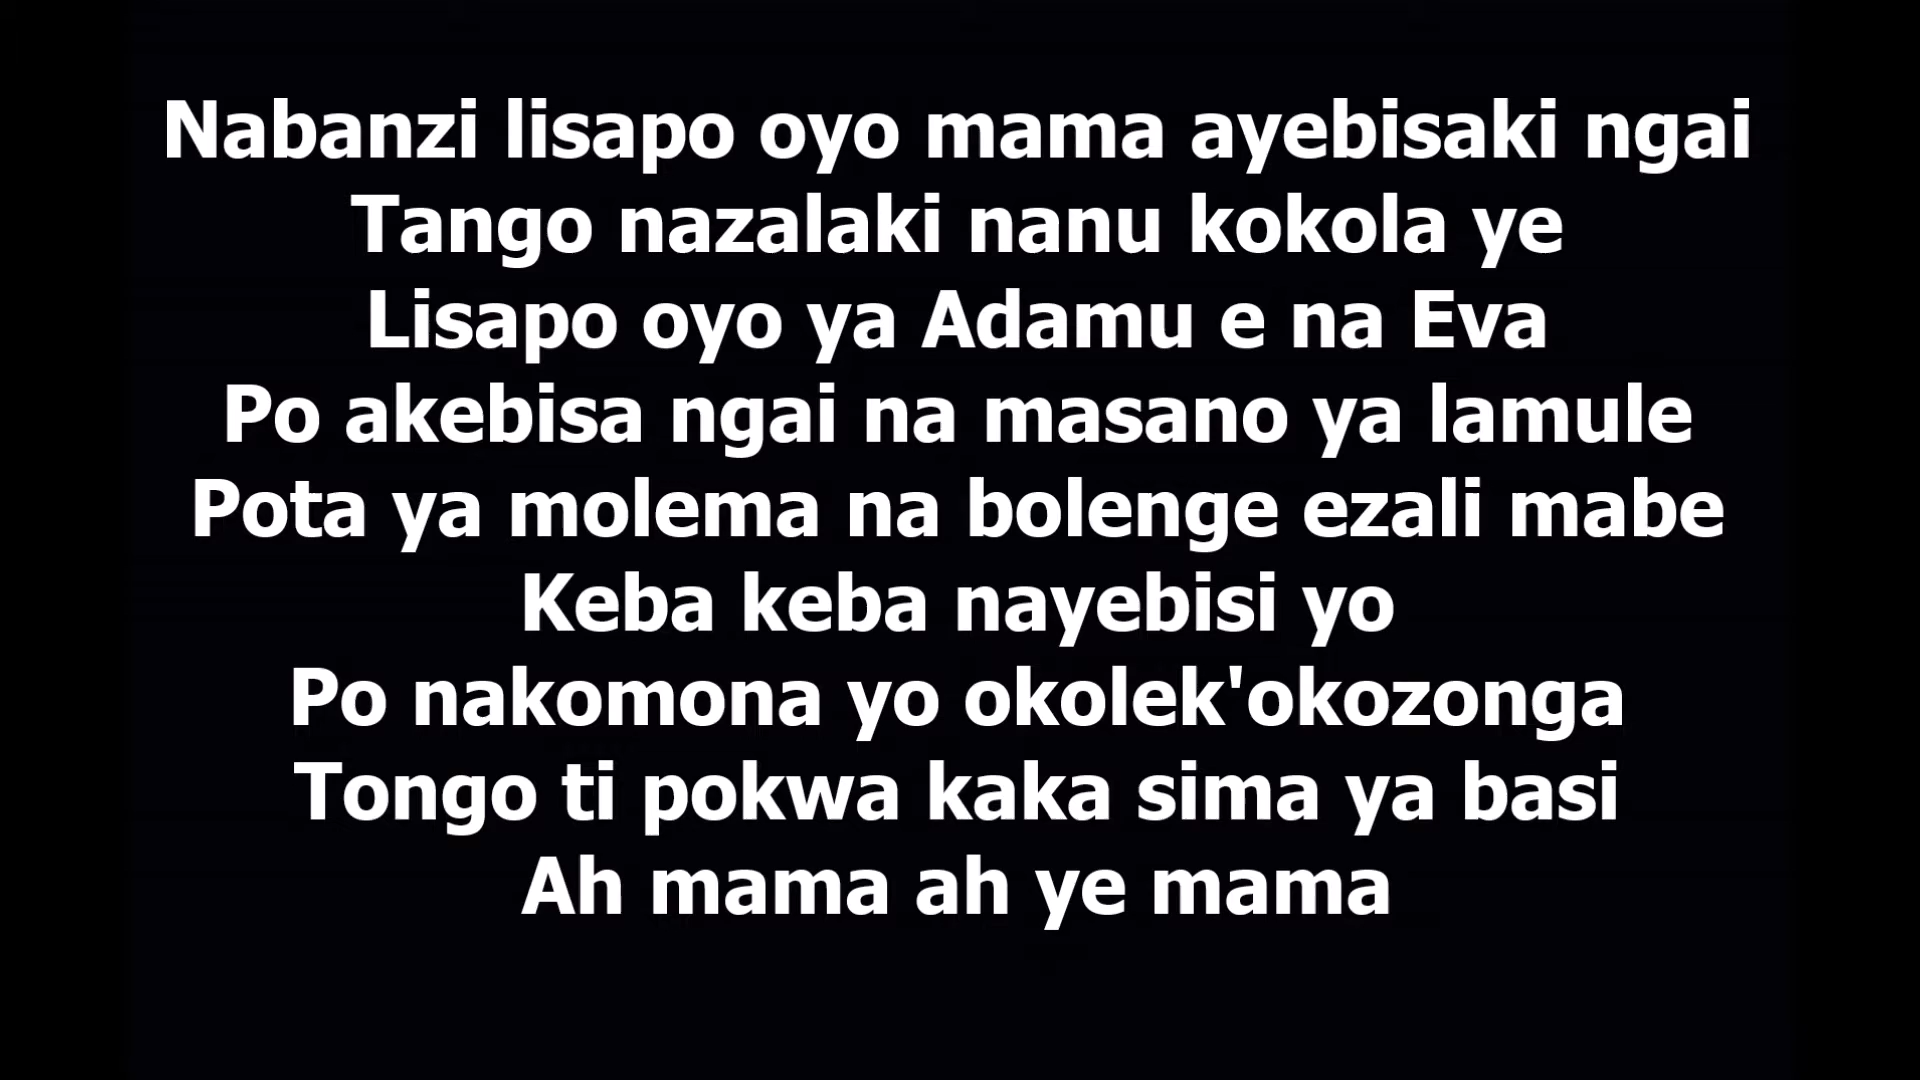 Nabanzi lisapo oyo mama ayebisaki ngai
Tango nazalaki nanu kokola ye
Lisapo oyo ya Adamu e na Eva
Po akebisa ngai na masano ya lamule
Pota ya molema na bolenge ezali mabe
Keba keba nayebisi yo
Po nakomona yo okolek'okozonga
Tongo ti pokwa kaka sima ya basi
Ah mama ah ye mama